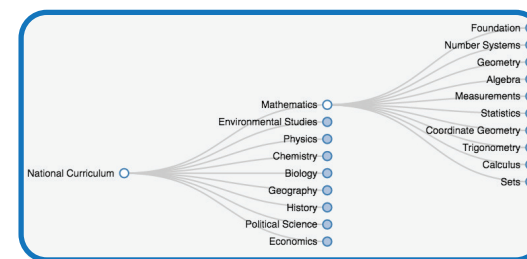 National Curriculum
Mathematics
Environmental Studies
Physics
Chemistry
Biology
Geography
History
Political Science
Economics
Foundation
Number Systems
Geometry
Algebra
Measurements
Statistics
Coordinate Geometry
Trigonometry
Calculus
Sets